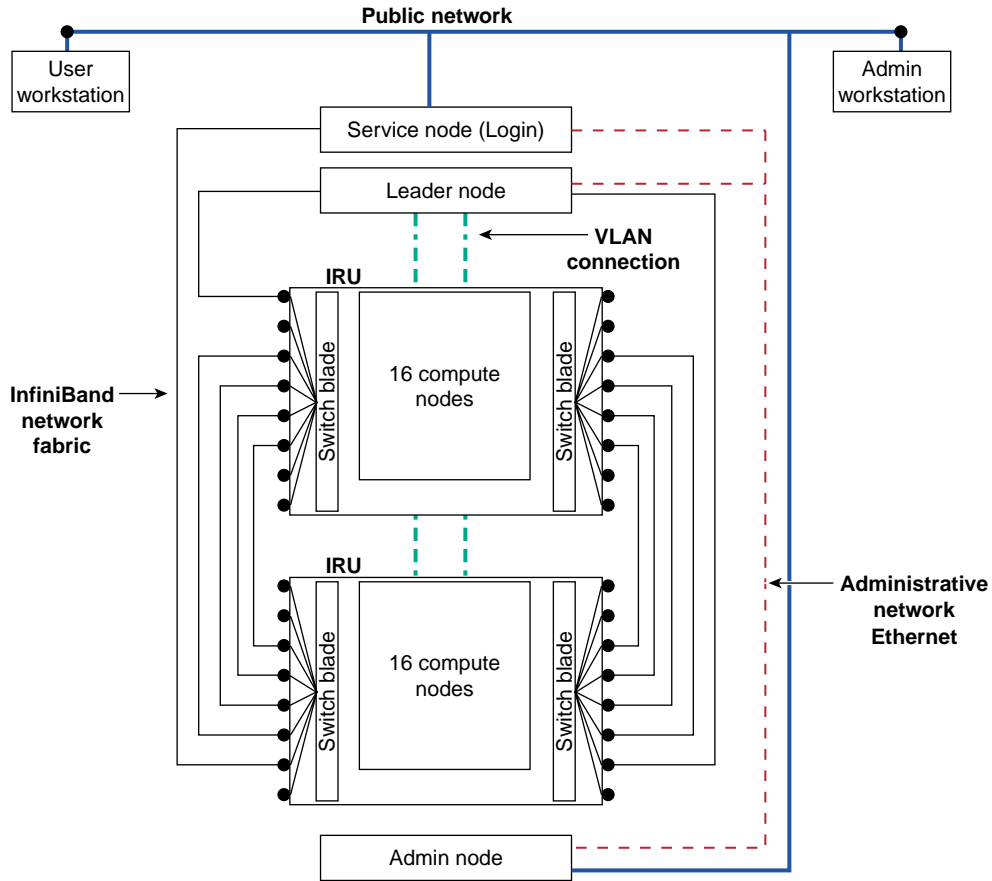 Public network
User
workstation
Admin
workstation
Service node (Login)
Leader node
VLAN
connection
IRU
Switch blade
16 compute
nodes
Switch blade
InfiniBand
network
fabric
IRU
Switch blade
16 compute
nodes
Switch blade
Administrative
network
Ethernet
Admin node